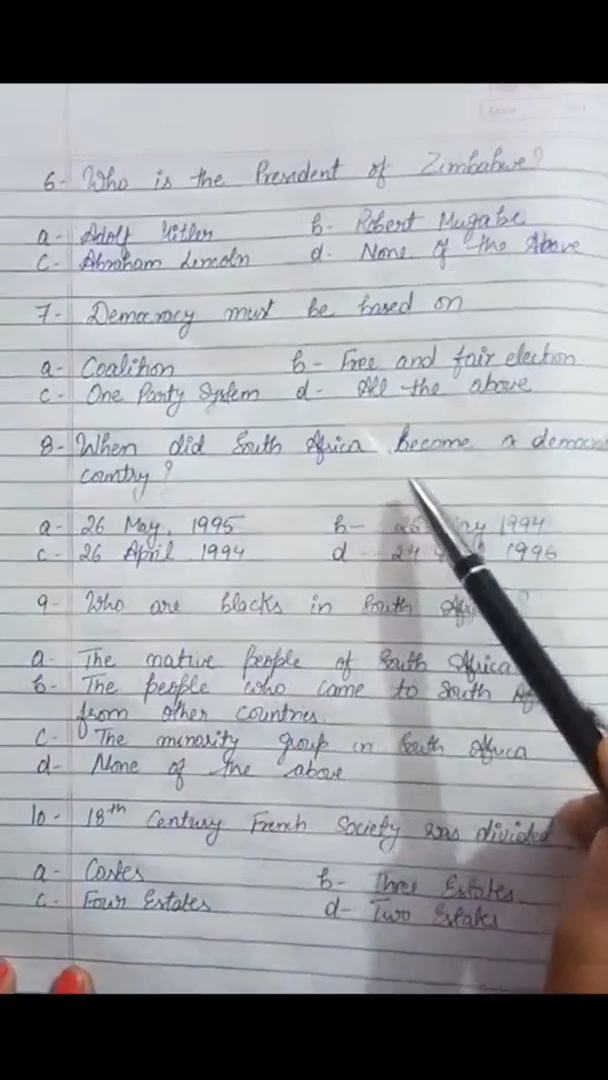 6- Who is the President of Zimbabwe?
a- Adolf Hitler b- Robert Mugabe
c- Abraham Lencoln d. None of the Above
7- Democracy must be based on
a- Coalition b- Free and fair election
c- One Party System d- All the above
8- When did South Africa become a democ
country?
a- 26 May, 1995 b- 1994
c- 26 April 1994 d 24 1996
9- Who are blacks in South
a- The native people of South Africa
b- The people who came to South
from other countries.
c- The minority group in South Africa
d- None of the above
10- 18th Century French Society was divided
a- Castes b- Three Estates.
c- Four Estates d- Two Estates